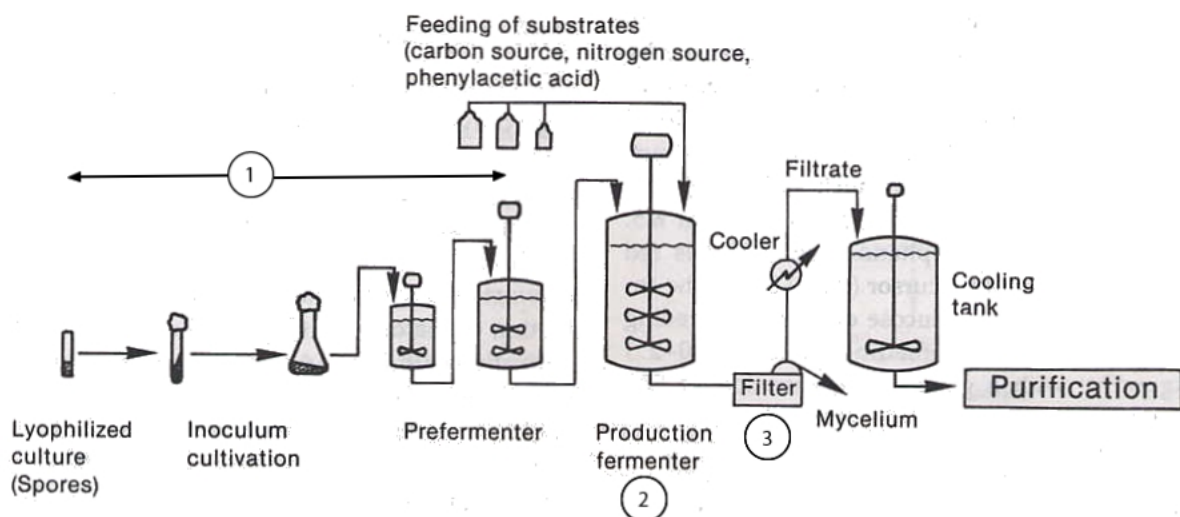 Feeding of substrates
(carbon source, nitrogen source,
phenylacetic acid)
1
Filtrate
Cooler
Cooling
tank
Filter
Purification
Mycelium
3
Lyophilized
culture
(Spores)
Inoculum
cultivation
Prefermenter
Production
fermenter
2